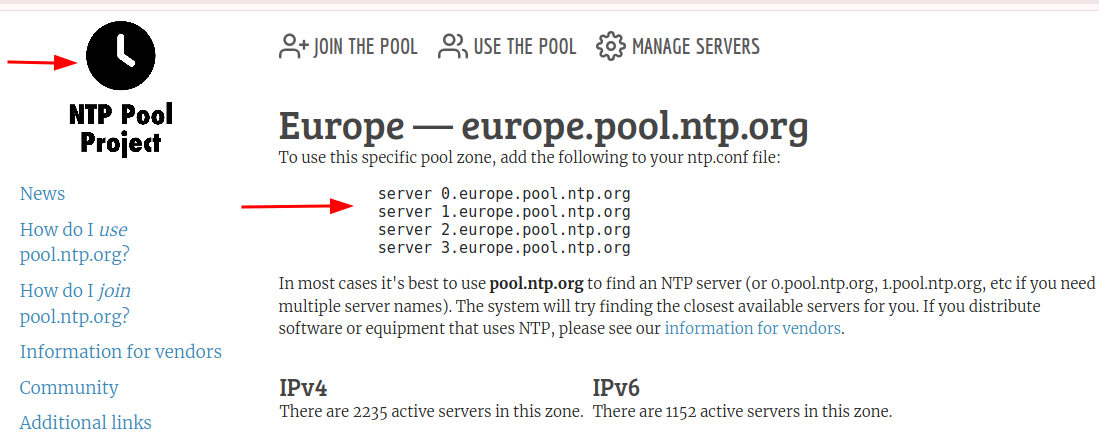 JOIN THE POOL USE THE POOL MANAGE SERVERS
NTP Pool
Project
News
How do I use
pool.ntp.org?
How do I join
pool.ntp.org?
Information for vendors
Community
Additional links
Europe — europe.pool.ntp.org
To use this specific pool zone, add the following to your ntp.conf file:
server 0.europe.pool.ntp.org
server 1.europe.pool.ntp.org
server 2.europe.pool.ntp.org
server 3.europe.pool.ntp.org
In most cases it's best to use pool.ntp.org to find an NTP server (or 0.pool.ntp.org, 1.pool.ntp.org, etc if you need
multiple server names). The system will try finding the closest available servers for you. If you distribute
software or equipment that uses NTP, please see our information for vendors.
IPv4
There are 2235 active servers in this zone.
IPv6
There are 1152 active servers in this zone.